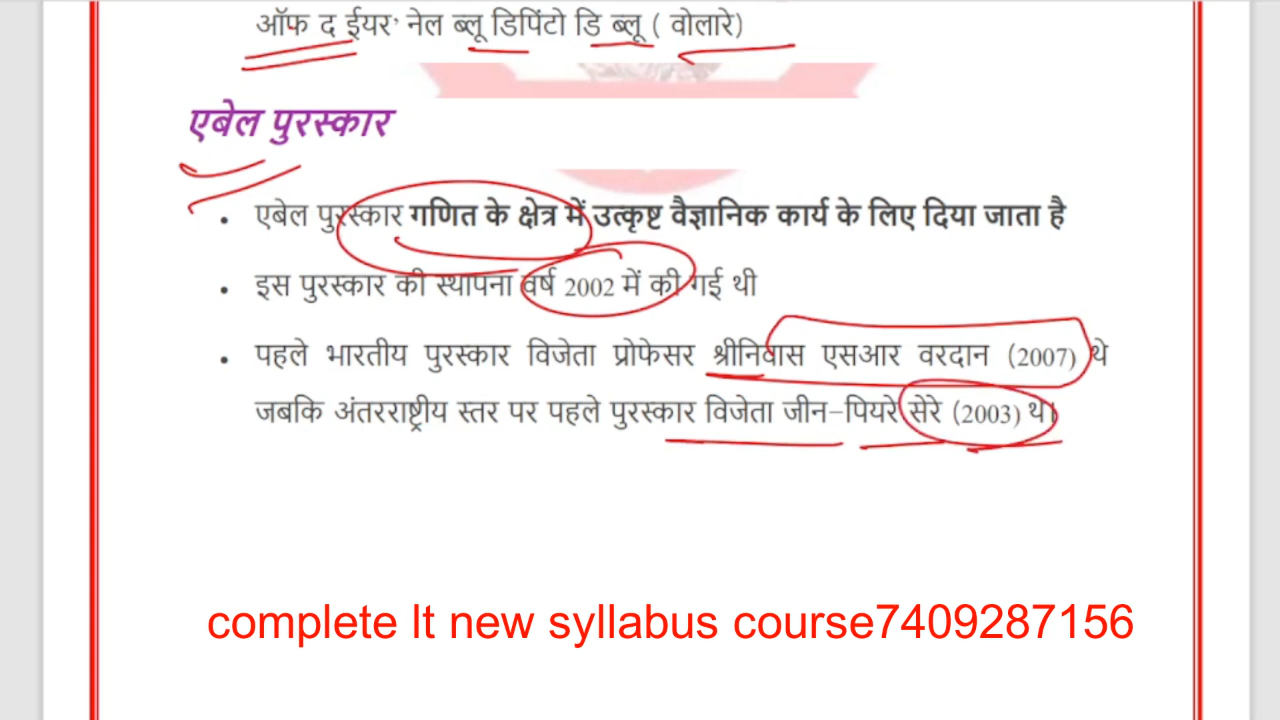 ऑफ द ईयर’ नेल ब्लू डिपिंटो डि ब्लू ( वोलारे)
एबेल पुरस्कार
• एबेल पुरस्कार गणित के क्षेत्र में उत्कृष्ट वैज्ञानिक कार्य के लिए दिया जाता है
• इस पुरस्कार की स्थापना वर्ष 2002 में की गई थी
• पहले भारतीय पुरस्कार विजेता प्रोफेसर श्रीनिवास एसआर वरदान (2007) थे
जबकि अंतरराष्ट्रीय स्तर पर पहले पुरस्कार विजेता जीन-पियरे सेरे (2003) थे।
complete lt new syllabus course7409287156